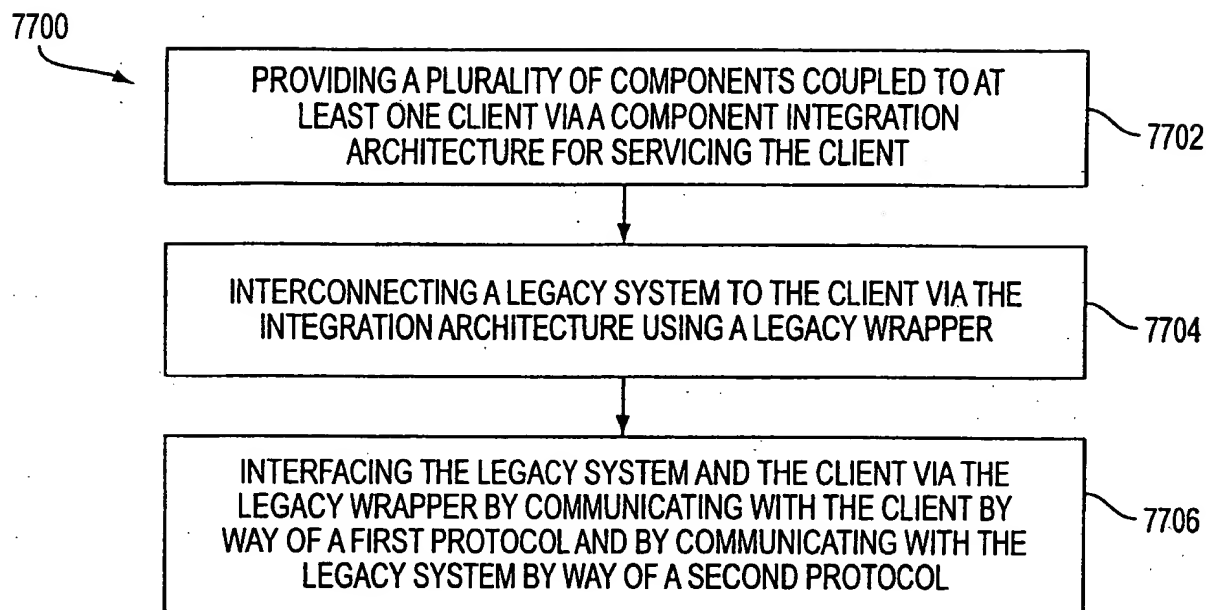 7700
PROVIDING A PLURALITY OF COMPONENTS COUPLED TO AT
LEAST ONE CLIENT VIA A COMPONENT INTEGRATION
ARCHITECTURE FOR SERVICING THE CLIENT
7702
INTERCONNECTING A LEGACY SYSTEM TO THE CLIENT VIA THE
INTEGRATION ARCHITECTURE USING A LEGACY WRAPPER
7704
INTERFACING THE LEGACY SYSTEM AND THE CLIENT VIA THE
LEGACY WRAPPER BY COMMUNICATING WITH THE CLIENT BY
WAY OF A FIRST PROTOCOL AND BY COMMUNICATING WITH THE
LEGACY SYSTEM BY WAY OF A SECOND PROTOCOL
7706